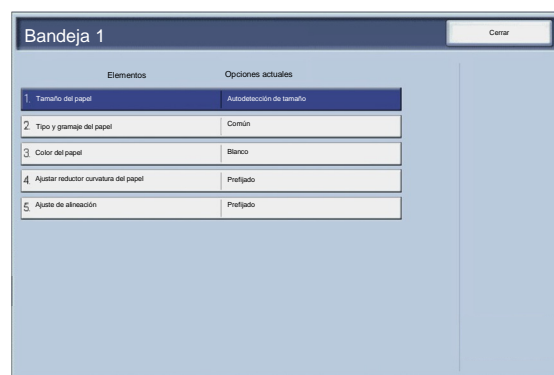 Bandeja 1
Cerrar
Elementos Opciones actuales
1. Tamaño del papel Autodetección de tamaño
2. Tipo y gramaje del papel Común
3. Color del papel Blanco
4. Ajustar reductor curvatura del papel Prefijado
5. Ajuste de alineación Prefijado